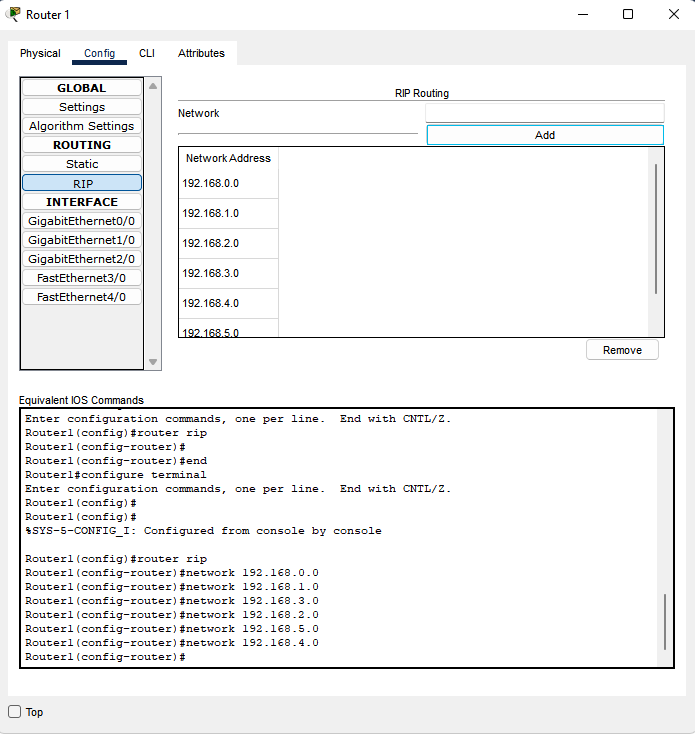 Router 1
Physical Config CLI Attributes
GLOBAL
Settings
Algorithm Settings
ROUTING
Static
RIP
INTERFACE
GigabitEthernet0/0
GigabitEthernet1/0
GigabitEthernet2/0
FastEthernet3/0
FastEthernet4/0
RIP Routing
Network
Add
Network Address
192.168.0.0
192.168.1.0
192.168.2.0
192.168.3.0
192.168.4.0
192.168.5.0
Remove
Equivalent IOS Commands
Enter configuration commands, one per line.  End with CNTL/Z.
Router1(config)#router rip
Router1(config-router)#
Router1(config-router)#end
Router1#configure terminal
Enter configuration commands, one per line.  End with CNTL/Z.
Router1(config)#
Router1(config)#
%SYS-5-CONFIG_I: Configured from console by console
Router1(config)#router rip
Router1(config-router)#network 192.168.0.0
Router1(config-router)#network 192.168.1.0
Router1(config-router)#network 192.168.3.0
Router1(config-router)#network 192.168.2.0
Router1(config-router)#network 192.168.5.0
Router1(config-router)#network 192.168.4.0
Router1(config-router)#
Top